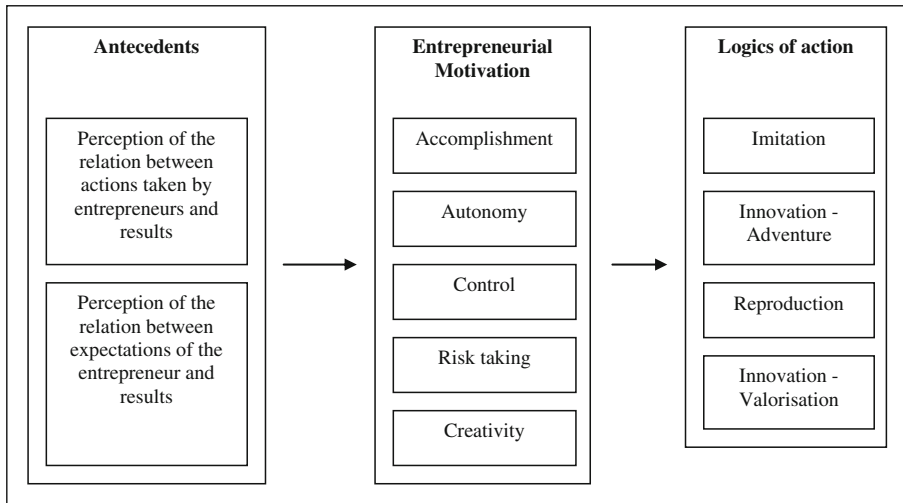 Antecedents
Perception of the
relation between
actions taken by
entrepreneurs and
results
Perception of the
relation between
expectations of the
entrepreneur and
results
Entrepreneurial
Motivation
Accomplishment
Autonomy
Control
Risk taking
Creativity
Logics of action
Imitation
Innovation -
Adventure
Reproduction
Innovation -
Valorisation